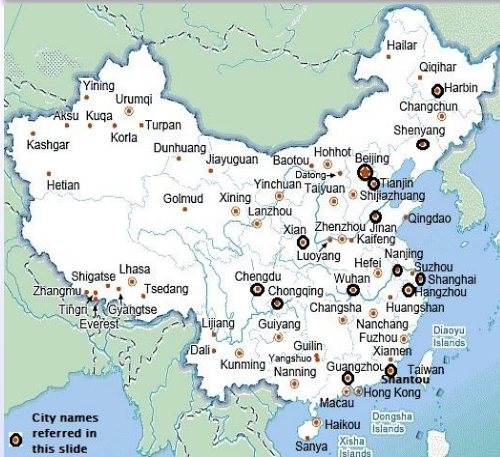 Hailar
Qiqihar
Harbin
Changchun
Shenyang
Yining
Urumqi
Aksu
Kuqa
Turpan
Korla
Kashgar
Hetian
Dunhuang
Jiayuguan
Golmud
Xining
Lanzhou
Yinchuan
Baotou
Hohhot
Datong
Beijing
Tianjin
Taiyuan
Shijiazhuang
Jinan
Qingdao
Xian
Zhenzhou
Kaifeng
Luoyang
Nanjing
Hefei
Suzhou
Shanghai
Hangzhou
Wuhan
Huangshan
Chengdu
Chongqing
Shigatse
Lhasa
Zhangmu
Tsedang
Tingri
Gyangtse
Everest
Changsha
Nanchang
Lijiang
Guiyang
Fuzhou
Diaoyu
Islands
Dali
Kunming
Guilin
Yangshuo
Nanning
Xiamen
Guangzhou
Taiwan
Shantou
Macau
Hong Kong
Haikou
Dongsha
Islands
Sanya
Xisha
Islands
City names
referred in
this slide